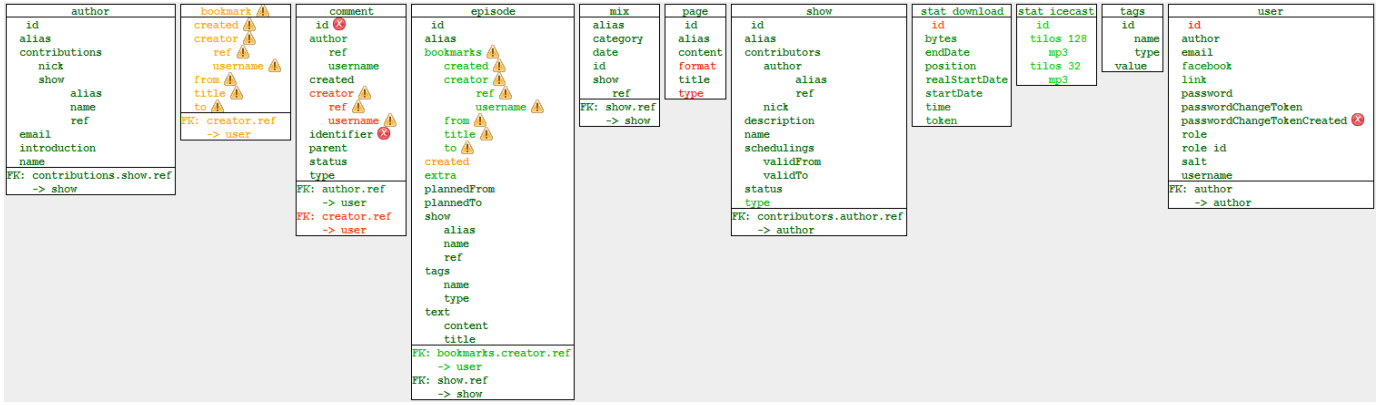 author
id
alias
contributions
nick
show
alias
name
ref
email
introduction
name
FK: contributions.show.ref
-> show
bookmark
created
creator
ref
username
from
title
to
FK: creator.ref
-> user
comment
id
author
ref
username
created
creator
ref
username
identifier
parent
status
type
FK: author.ref
-> user
FK: creator.ref
-> user
episode
id
alias
bookmarks
created
creator
ref
username
from
title
to
created
extra
plannedFrom
plannedTo
show
alias
name
ref
tags
name
type
text
content
title
FK: bookmarks.creator.ref
-> user
FK: show.ref
-> show
mix
alias
category
date
id
show
ref
FK: show.ref
-> show
page
id
alias
content
format
title
type
show
id
alias
contributors
author
alias
ref
nick
description
name
schedulings
validFrom
validTo
status
type
FK: contributors.author.ref
-> author
stat download
id
bytes
endDate
position
realStartDate
startDate
time
token
stat icecast
id
tilos 128
mp3
tilos 32
mp3
tags
id
name
type
value
user
id
author
email
facebook
link
password
passwordChangeToken
passwordChangeTokenCreated
role
role id
salt
username
FK: author
-> author